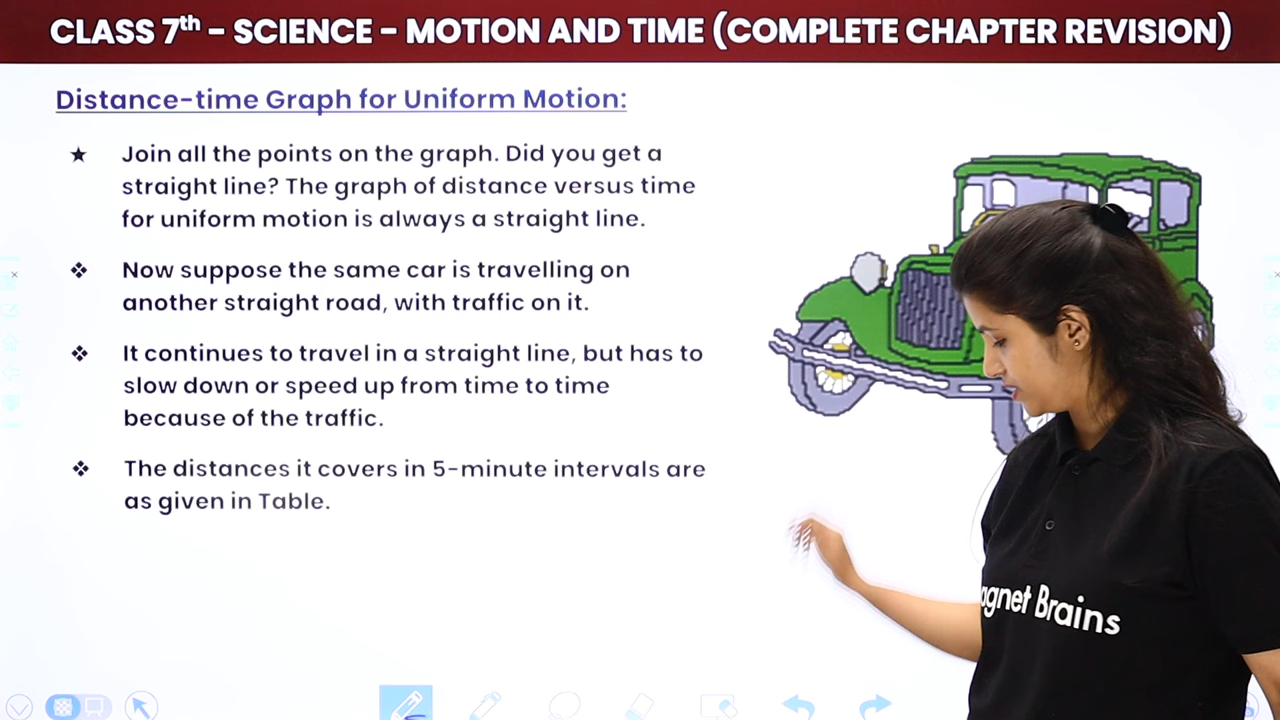 CLASS 7th – SCIENCE – MOTION AND TIME (COMPLETE CHAPTER REVISION)
Distance-time Graph for Uniform Motion:
★ Join all the points on the graph. Did you get a
straight line? The graph of distance versus time
for uniform motion is always a straight line.
❖ Now suppose the same car is travelling on
another straight road, with traffic on it.
❖ It continues to travel in a straight line, but has to
slow down or speed up from time to time
because of the traffic.
❖ The distances it covers in 5-minute intervals are
as given in Table.
agnet Brains